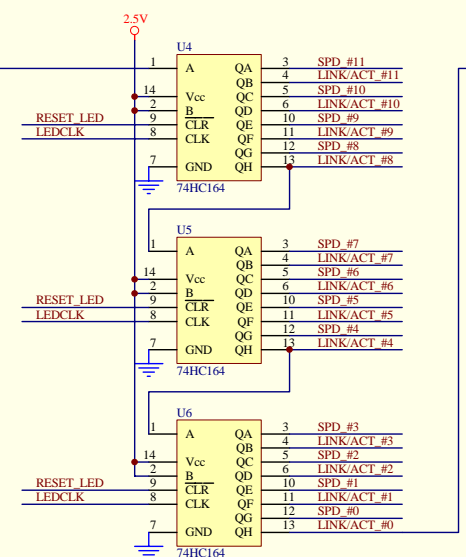 2.5V
U4
1 A QA 3 SPD_#11
QB 4 LINK/ACT_#11
14 Vcc QC 5 SPD_#10
2 B QD 6 LINK/ACT_#10
RESET_LED 9 CLR QE 10 SPD_#9
LEDCLK 8 CLK QF 11 LINK/ACT_#9
QG 12 SPD_#8
7 GND QH 13 LINK/ACT_#8
74HC164
U5
1 A QA 3 SPD_#7
QB 4 LINK/ACT_#7
14 Vcc QC 5 SPD_#6
2 B QD 6 LINK/ACT_#6
RESET_LED 9 CLR QE 10 SPD_#5
LEDCLK 8 CLK QF 11 LINK/ACT_#5
QG 12 SPD_#4
7 GND QH 13 LINK/ACT_#4
74HC164
U6
1 A QA 3 SPD_#3
QB 4 LINK/ACT_#3
14 Vcc QC 5 SPD_#2
2 B QD 6 LINK/ACT_#2
RESET_LED 9 CLR QE 10 SPD_#1
LEDCLK 8 CLK QF 11 LINK/ACT_#1
QG 12 SPD_#0
7 GND QH 13 LINK/ACT_#0
74HC164